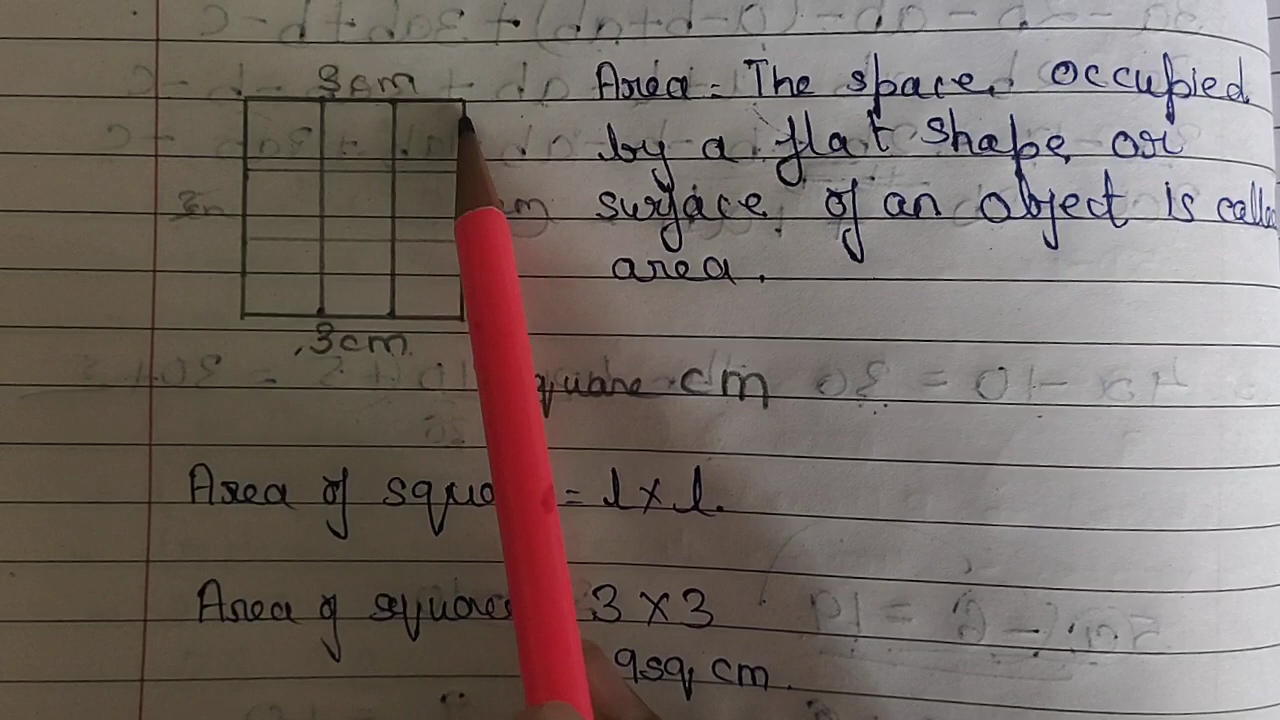 3cm
Area - The space occupied
by a flat shape or
surface of an object is called
area.
3cm
cm
Area of square = l x l.
Area of square 3 x 3
9sq cm.